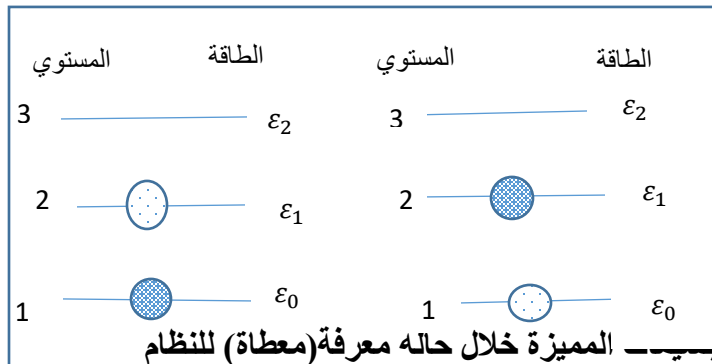 الطاقة المستوي
الطاقة المستوي
3 ε₂
3 ε₂
2 ε₁
2 ε₁
1 ε₀
1 ε₀
المميزة خلال حاله معرفة(معطاة) للنظام